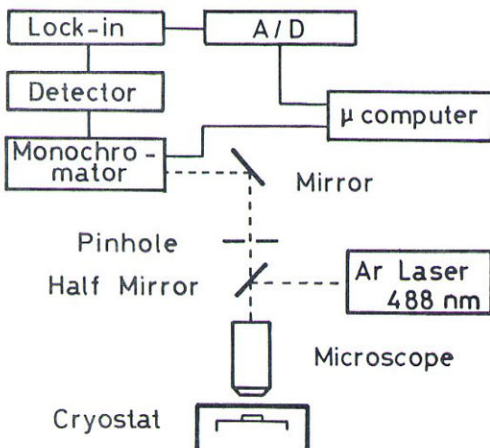 Lock-in
A/D
Detector
μ computer
Monochro-
mator
Mirror
Pinhole
Half Mirror
Ar Laser
488 nm
Microscope
Cryostat